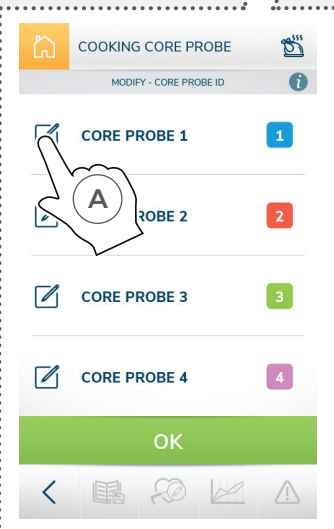 COOKING CORE PROBE
MODIFY - CORE PROBE ID
i
CORE PROBE 1
1
A
ROBE 2
2
CORE PROBE 3
3
CORE PROBE 4
4
OK